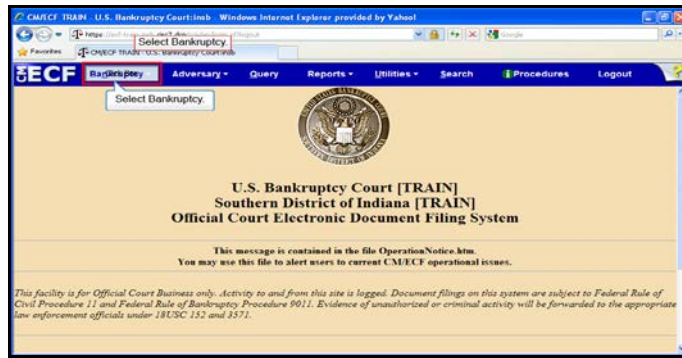 CM/ECF TRAIN - U.S. Bankruptcy Court:insb - Windows Internet Explorer provided by Yahoo!
https
Google
Select Bankruptcy.
Favorites
CM/ECF TRAIN - U.S. Bankruptcy Court:insb
ECF Bankruptcy Adversary Query Reports Utilities Search Procedures Logout ?
Select Bankruptcy.
U.S. Bankruptcy Court [TRAIN]
Southern District of Indiana [TRAIN]
Official Court Electronic Document Filing System
This message is contained in the file OperationNotice.htm.
You may use this file to alert users to current CM/ECF operational issues.
This facility is for Official Court Business only. Activity to and from this site is logged. Document filings on this system are subject to Federal Rule of
Civil Procedure 11 and Federal Rule of Bankruptcy Procedure 9011. Evidence of unauthorized or criminal activity will be forwarded to the appropriate
law enforcement officials under 18USC 152 and 3571.